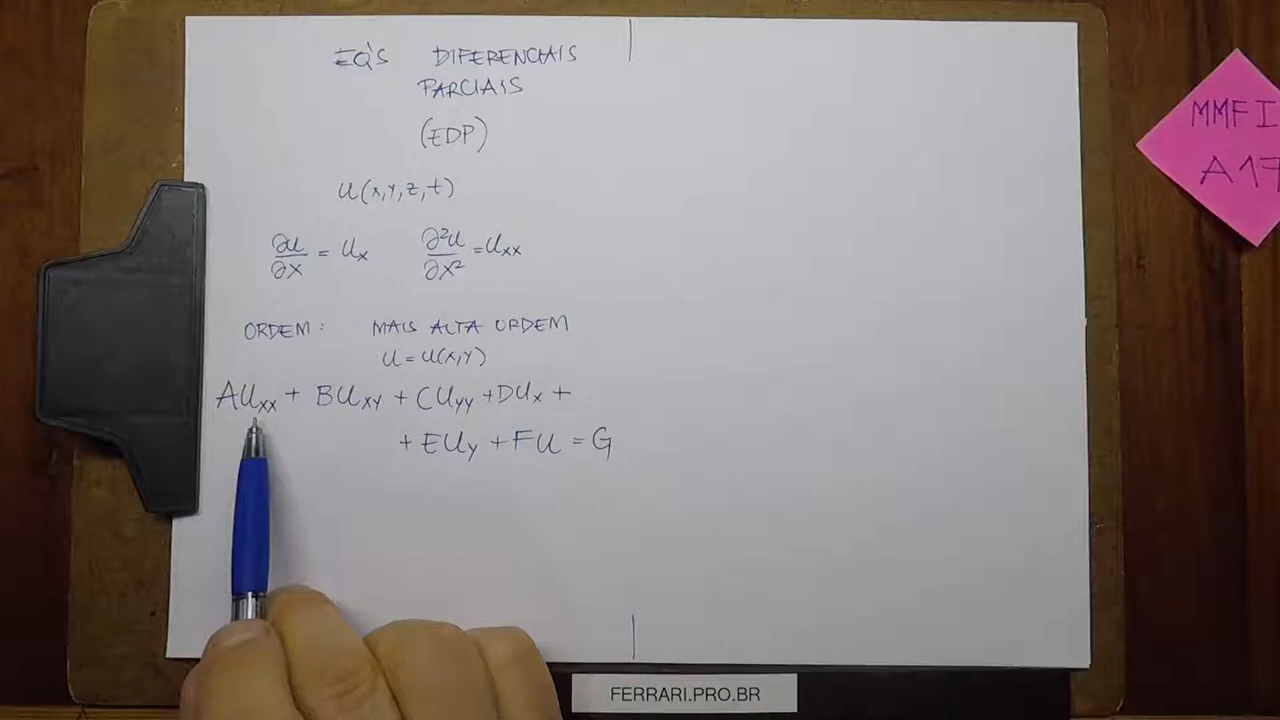 EQ'S DIFERENCIAIS
PARCIAIS
(EDP)
u(x,y,z,t)
∂u/∂x = Ux ∂²u/∂x² = Uxx
ORDEM: MAIS ALTA ORDEM
u = u(x,y)
AUxx + BUxy + CUyy + DUx +
+ EUy + FU = G
MMF I
A17
FERRARI.PRO.BR